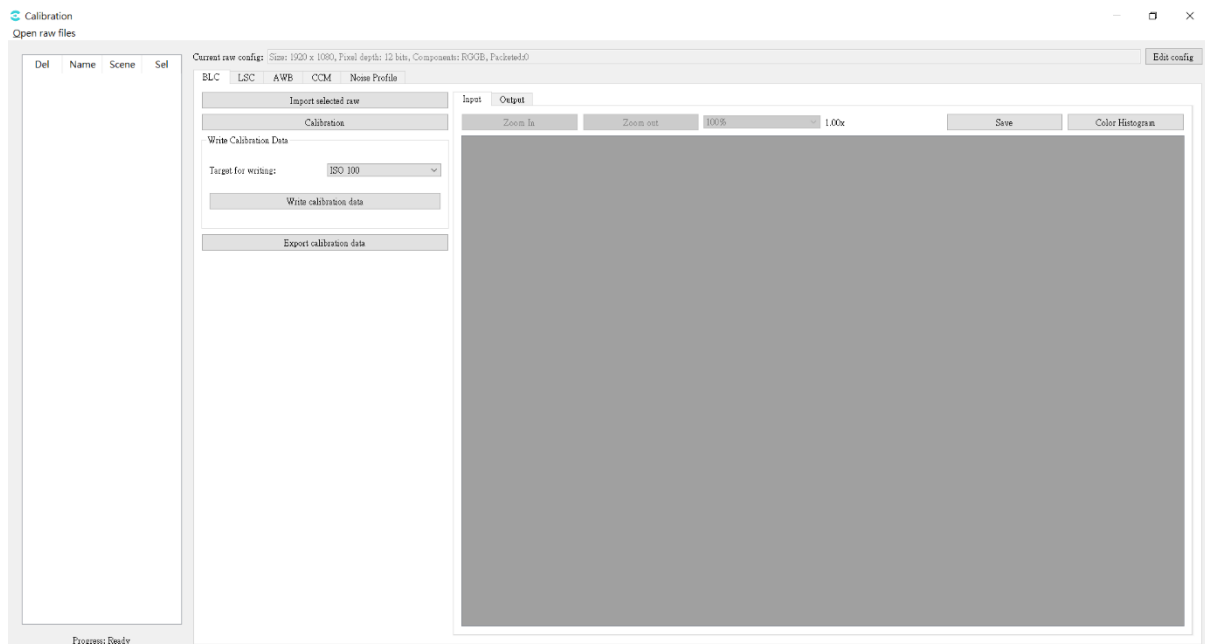 Calibration
Open raw files
Del Name Scene Sel
Current raw config: Size: 1920 x 1080, Pixel depth: 12 bits, Components: RGGB, Packeted:0 Edit config
BLC LSC AWB CCM Noise Profile
Import selected raw
Calibration
Write Calibration Data
Target for writing: ISO 100
Write calibration data
Export calibration data
Input Output
Zoom In Zoom out 100% 1.00x Save Color Histogram
Progress: Ready